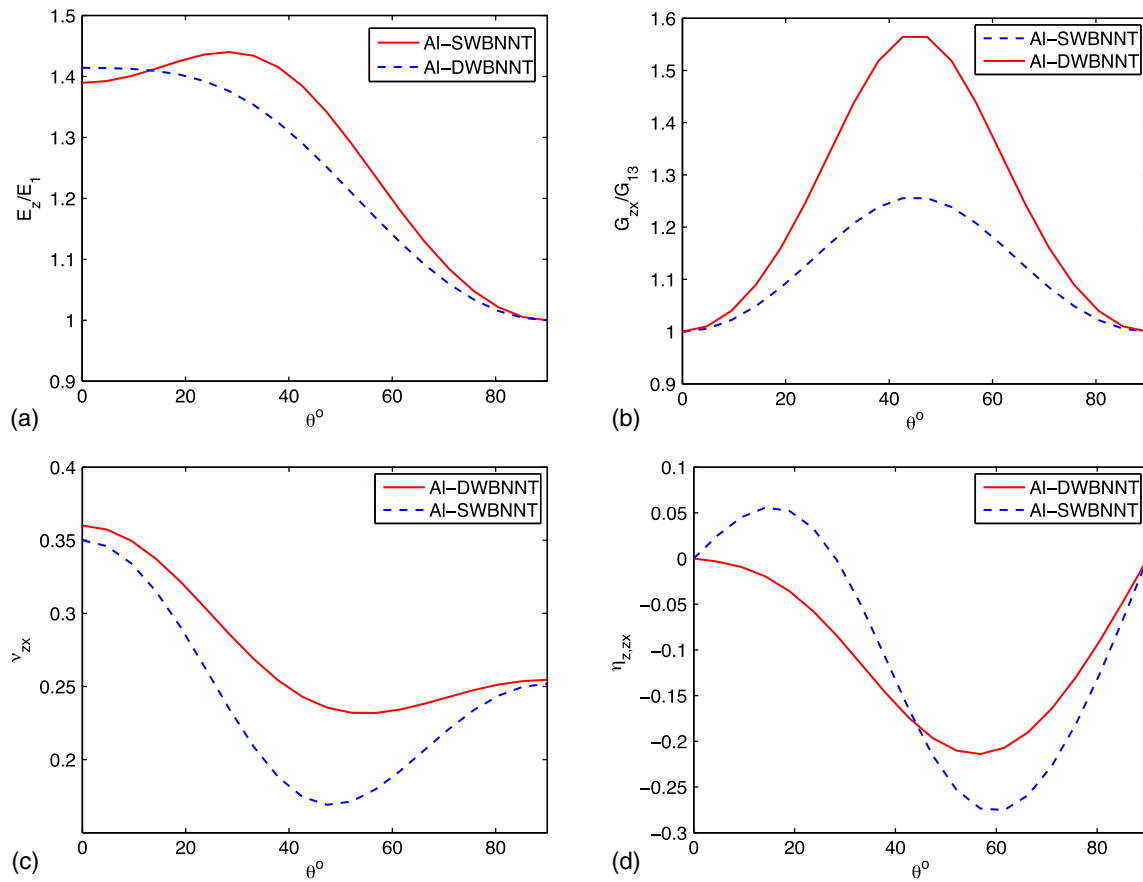 1.5
1.4
1.3
1.2
1.1
1
0.9
E_z/E_1
Al−SWBNNT
Al−DWBNNT
0 20 40 60 80
θ°
(a)
1.6
1.5
1.4
1.3
1.2
1.1
1
0.9
G_zx/G_13
Al−SWBNNT
Al−DWBNNT
0 20 40 60 80
θ°
(b)
0.4
0.35
0.3
0.25
0.2
ν_zx
Al−DWBNNT
Al−SWBNNT
0 20 40 60 80
θ°
(c)
0.1
0.05
0
−0.05
−0.1
−0.15
−0.2
−0.25
−0.3
η_z,zx
Al−DWBNNT
Al−SWBNNT
0 20 40 60 80
θ°
(d)